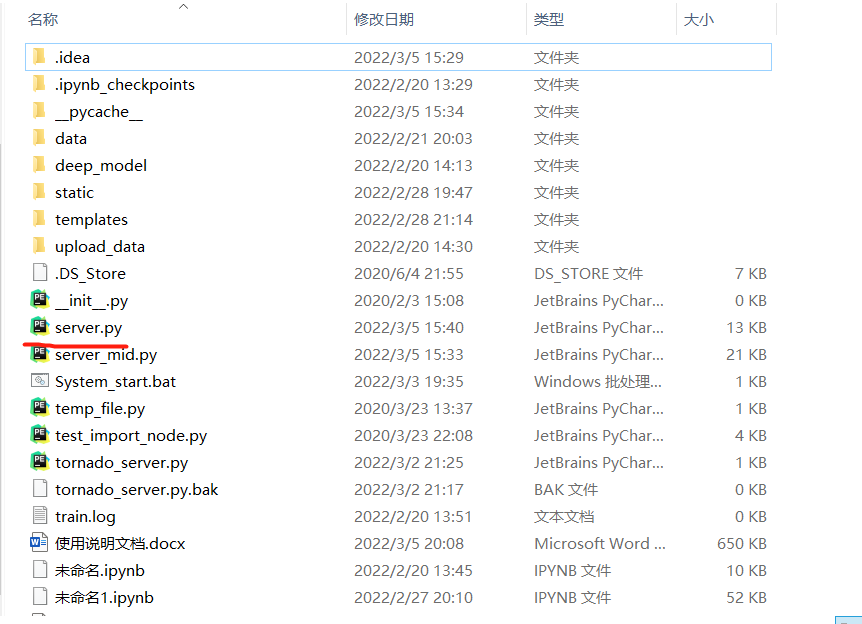 名称 修改日期 类型 大小
.idea 2022/3/5 15:29 文件夹
.ipynb_checkpoints 2022/2/20 13:29 文件夹
__pycache__ 2022/3/5 15:34 文件夹
data 2022/2/21 20:03 文件夹
deep_model 2022/2/20 14:13 文件夹
static 2022/2/28 19:47 文件夹
templates 2022/2/28 21:14 文件夹
upload_data 2022/2/20 14:30 文件夹
.DS_Store 2020/6/4 21:55 DS_STORE 文件 7 KB
__init__.py 2020/2/3 15:08 JetBrains PyChar... 0 KB
server.py 2022/3/5 15:40 JetBrains PyChar... 13 KB
server_mid.py 2022/3/5 15:33 JetBrains PyChar... 21 KB
System_start.bat 2022/3/3 19:35 Windows 批处理... 1 KB
temp_file.py 2020/3/23 13:37 JetBrains PyChar... 1 KB
test_import_node.py 2020/3/23 22:08 JetBrains PyChar... 4 KB
tornado_server.py 2022/3/2 21:25 JetBrains PyChar... 1 KB
tornado_server.py.bak 2022/3/2 21:17 BAK 文件 0 KB
train.log 2022/2/20 13:51 文本文档 0 KB
使用说明文档.docx 2022/3/5 20:08 Microsoft Word ... 650 KB
未命名.ipynb 2022/2/20 13:45 IPYNB 文件 10 KB
未命名1.ipynb 2022/2/27 20:10 IPYNB 文件 52 KB